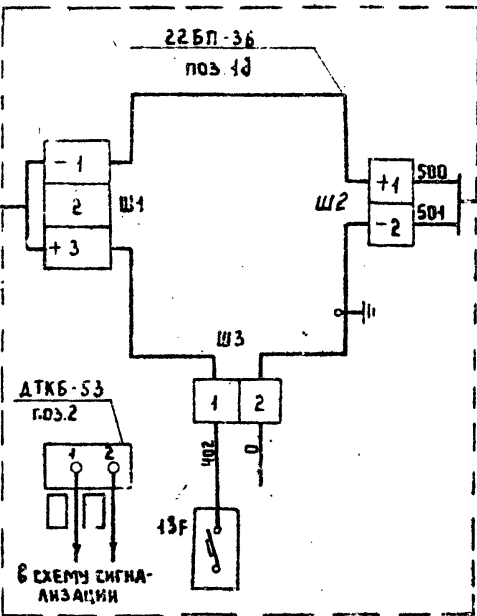 22БП-36
поз. 1д
- 1
2
+ 3
Ш1
Ш2
+1
-2
500
501
Ш3
1
2
402
0
ДТКБ-53
поз.2
1
2
13F
В СХЕМУ СИГНА-
ЛИЗАЦИИ